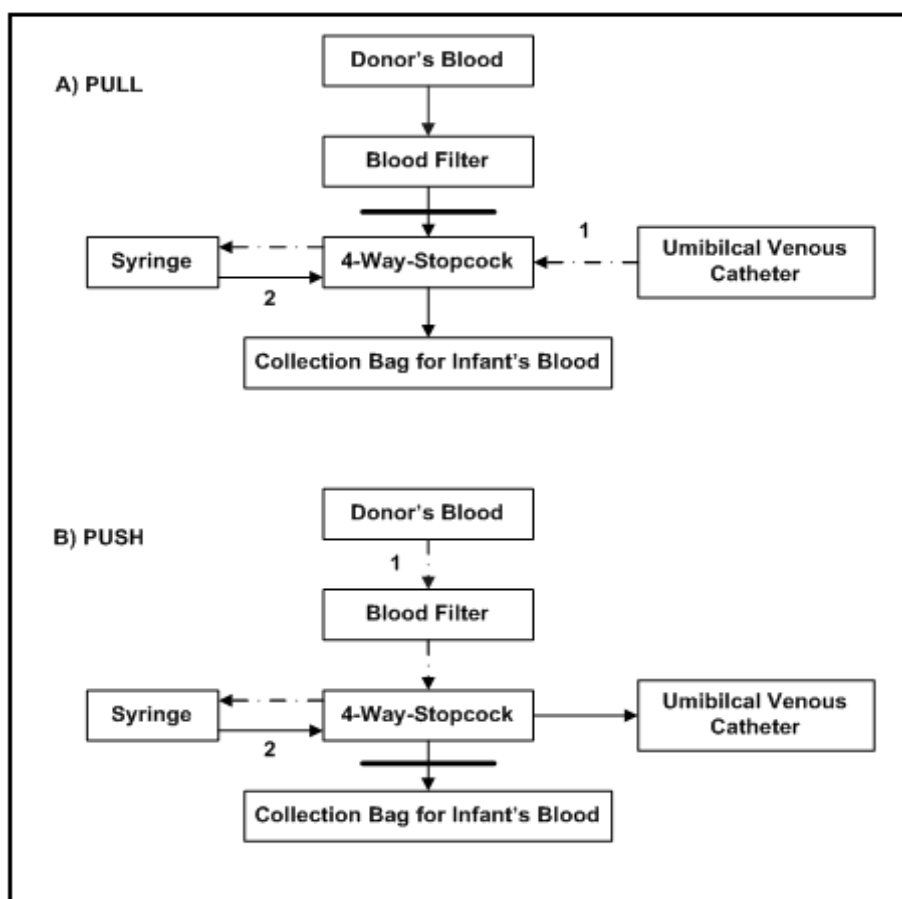 Donor's Blood
A) PULL
Blood Filter
1
Syringe
4-Way-Stopcock
Umibilcal Venous
Catheter
2
Collection Bag for Infant's Blood
Donor's Blood
B) PUSH
1
Blood Filter
Syringe
4-Way-Stopcock
Umibilcal Venous
Catheter
2
Collection Bag for Infant's Blood